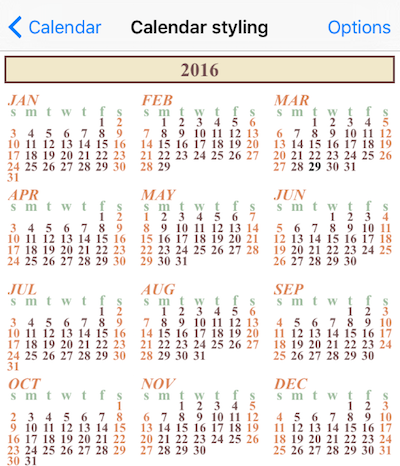 Calendar
Calendar styling
Options
2016
JAN
s m t w t f s
1 2
3 4 5 6 7 8 9
10 11 12 13 14 15 16
17 18 19 20 21 22 23
24 25 26 27 28 29 30
31
FEB
s m t w t f s
1 2 3 4 5 6
7 8 9 10 11 12 13
14 15 16 17 18 19 20
21 22 23 24 25 26 27
28 29
MAR
s m t w t f s
1 2 3 4 5
6 7 8 9 10 11 12
13 14 15 16 17 18 19
20 21 22 23 24 25 26
27 28 29 30 31
APR
s m t w t f s
1 2
3 4 5 6 7 8 9
10 11 12 13 14 15 16
17 18 19 20 21 22 23
24 25 26 27 28 29 30
MAY
s m t w t f s
1 2 3 4 5 6 7
8 9 10 11 12 13 14
15 16 17 18 19 20 21
22 23 24 25 26 27 28
29 30 31
JUN
s m t w t f s
1 2 3 4
5 6 7 8 9 10 11
12 13 14 15 16 17 18
19 20 21 22 23 24 25
26 27 28 29 30
JUL
s m t w t f s
1 2
3 4 5 6 7 8 9
10 11 12 13 14 15 16
17 18 19 20 21 22 23
24 25 26 27 28 29 30
31
AUG
s m t w t f s
1 2 3 4 5 6
7 8 9 10 11 12 13
14 15 16 17 18 19 20
21 22 23 24 25 26 27
28 29 30 31
SEP
s m t w t f s
1 2 3
4 5 6 7 8 9 10
11 12 13 14 15 16 17
18 19 20 21 22 23 24
25 26 27 28 29 30
OCT
s m t w t f s
1
2 3 4 5 6 7 8
9 10 11 12 13 14 15
16 17 18 19 20 21 22
23 24 25 26 27 28 29
30 31
NOV
s m t w t f s
1 2 3 4 5
6 7 8 9 10 11 12
13 14 15 16 17 18 19
20 21 22 23 24 25 26
27 28 29 30
DEC
s m t w t f s
1 2 3
4 5 6 7 8 9 10
11 12 13 14 15 16 17
18 19 20 21 22 23 24
25 26 27 28 29 30 31